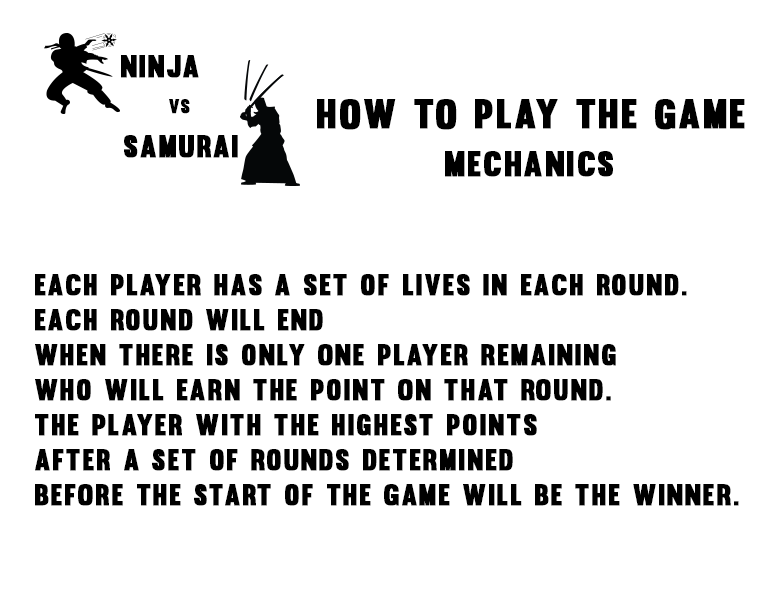 NINJA
VS
SAMURAI
HOW TO PLAY THE GAME
MECHANICS
EACH PLAYER HAS A SET OF LIVES IN EACH ROUND.
EACH ROUND WILL END
WHEN THERE IS ONLY ONE PLAYER REMAINING
WHO WILL EARN THE POINT ON THAT ROUND.
THE PLAYER WITH THE HIGHEST POINTS
AFTER A SET OF ROUNDS DETERMINED
BEFORE THE START OF THE GAME WILL BE THE WINNER.